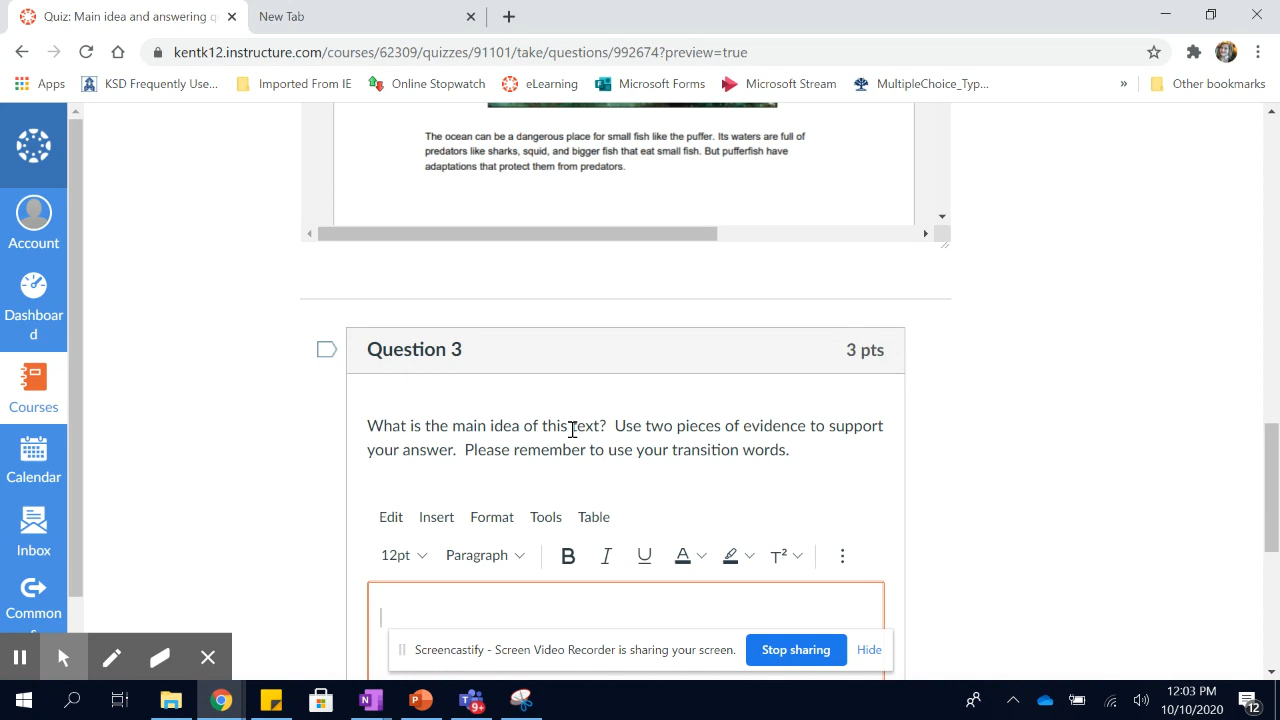 Quiz: Main idea and answering q
New Tab
kentk12.instructure.com/courses/62309/quizzes/91101/take/questions/992674?preview=true
Apps
KSD Frequently Use...
Imported From IE
Online Stopwatch
eLearning
Microsoft Forms
Microsoft Stream
MultipleChoice_Typ...
»
Other bookmarks
Account
Dashboar
d
Courses
Calendar
Inbox
Common
The ocean can be a dangerous place for small fish like the puffer. Its waters are full of
predators like sharks, squid, and bigger fish that eat small fish. But pufferfish have
adaptations that protect them from predators.
Question 3
3 pts
What is the main idea of this text? Use two pieces of evidence to support
your answer. Please remember to use your transition words.
Edit Insert Format Tools Table
12pt Paragraph B I U A T²
Screencastify - Screen Video Recorder is sharing your screen.
Stop sharing
Hide
9+
12:03 PM
10/10/2020
12